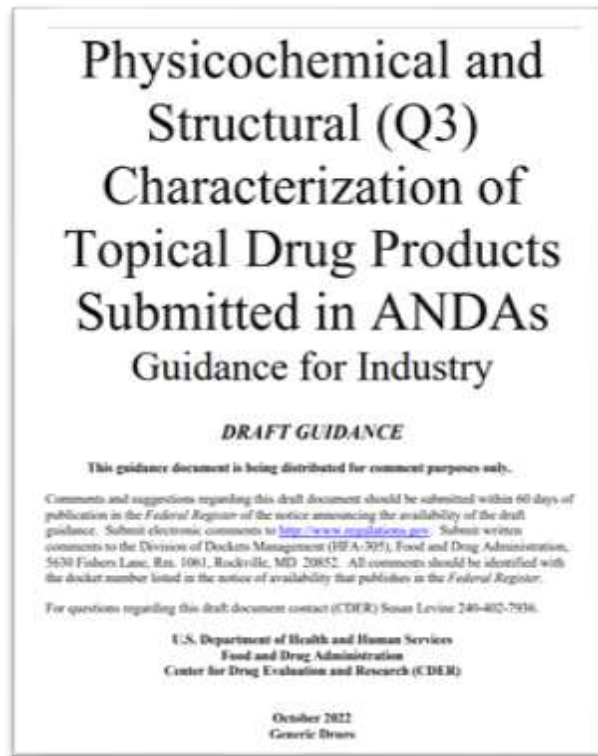 Physicochemical and
Structural (Q3)
Characterization of
Topical Drug Products
Submitted in ANDAs
Guidance for Industry
DRAFT GUIDANCE
This guidance document is being distributed for comment purposes only.
Comments and suggestions regarding this draft document should be submitted within 60 days of
publication in the Federal Register of the notice announcing the availability of the draft
guidance. Submit electronic comments to http://www.regulations.gov. Submit written
comments to the Division of Dockets Management (HFA-305), Food and Drug Administration,
5630 Fishers Lane, Rm. 1061, Rockville, MD 20852. All comments should be identified with
the docket number listed in the notice of availability that publishes in the Federal Register.
For questions regarding this draft document contact (CDER) Susan Levine 240-402-7936.
U.S. Department of Health and Human Services
Food and Drug Administration
Center for Drug Evaluation and Research (CDER)
October 2022
Generic Drugs